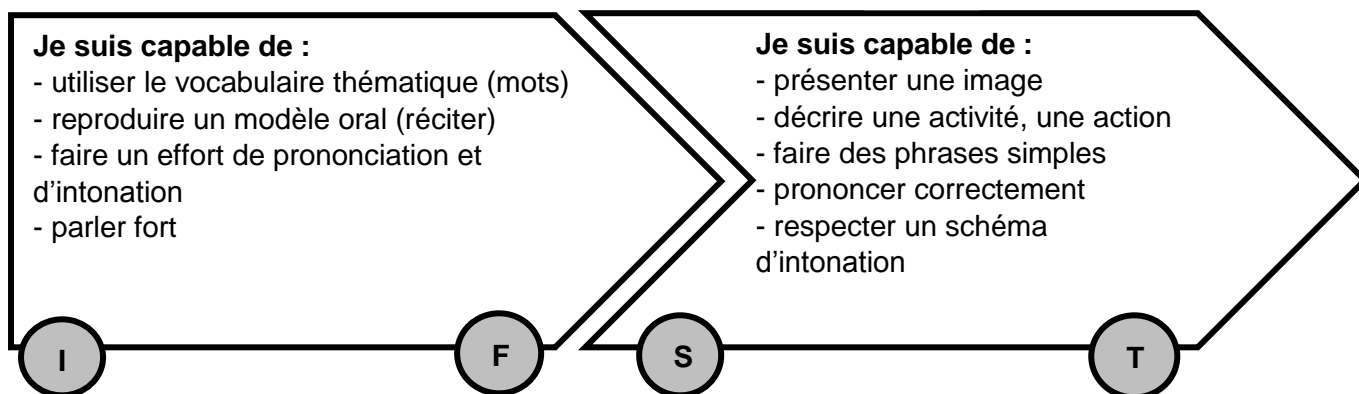 Je suis capable de :
- utiliser le vocabulaire thématique (mots)
- reproduire un modèle oral (réciter)
- faire un effort de prononciation et
d'intonation
- parler fort
Je suis capable de :
- présenter une image
- décrire une activité, une action
- faire des phrases simples
- prononcer correctement
- respecter un schéma
d'intonation
I
F
S
T